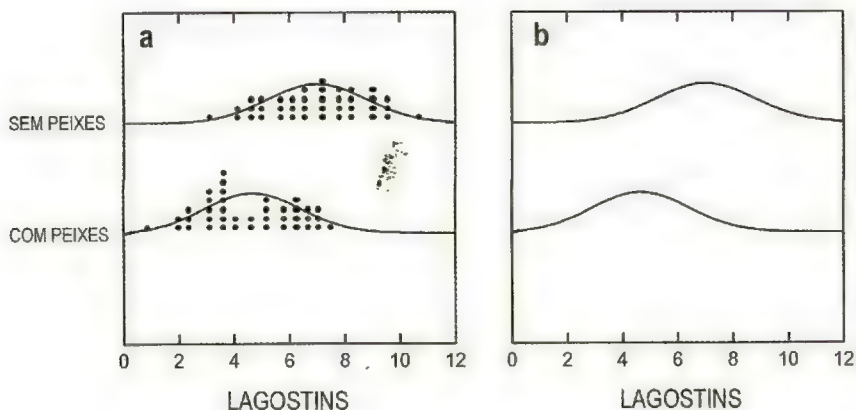 a
b
SEM PEIXES
COM PEIXES
0 2 4 6 8 10 12
0 2 4 6 8 10 12
LAGOSTINS
LAGOSTINS